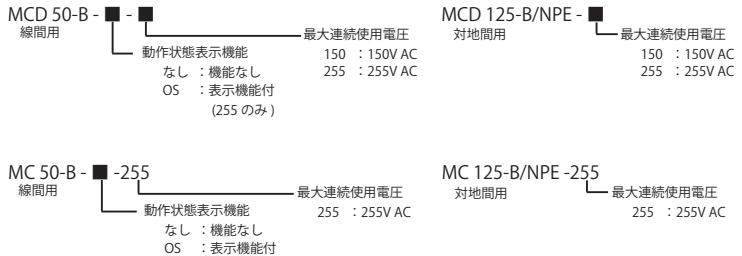 MCD 50-B - ■ - ■
線間用
最大連続使用電圧
150 ：150V AC
255 ：255V AC
動作状態表示機能
なし ：機能なし
OS ：表示機能付
(255 のみ )
MCD 125-B/NPE - ■
対地間用
最大連続使用電圧
150 ：150V AC
255 ：255V AC
MC 50-B - ■ -255
線間用
最大連続使用電圧
255 ：255V AC
動作状態表示機能
なし ：機能なし
OS ：表示機能付
MC 125-B/NPE -255
対地間用
最大連続使用電圧
255 ：255V AC